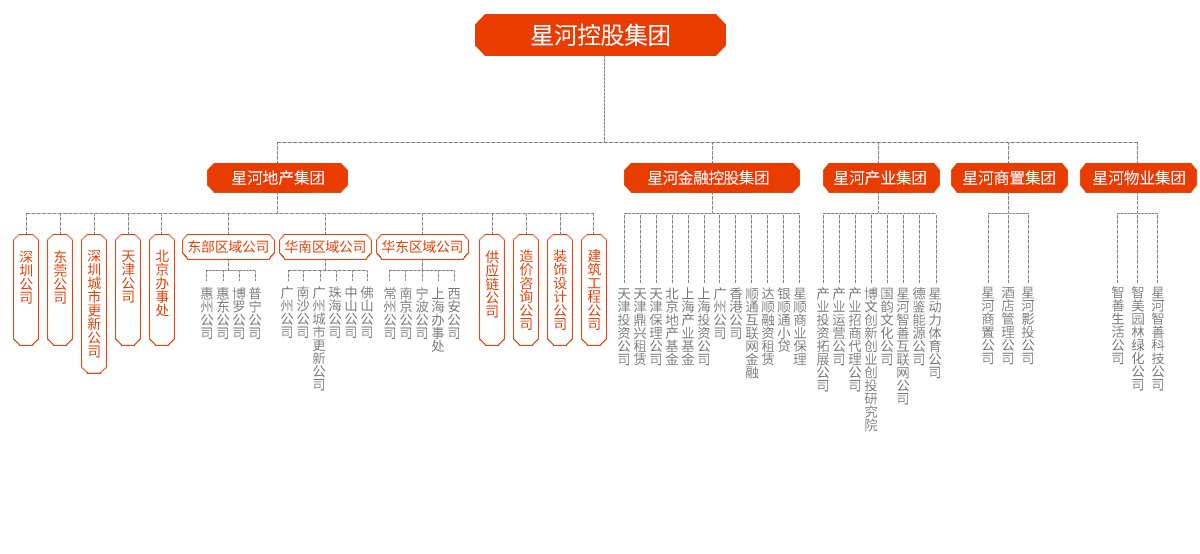 星河控股集团
星河地产集团
星河金融控股集团
星河产业集团
星河商置集团
星河物业集团
深圳公司
东莞公司
深圳城市更新公司
天津公司
北京办事处
东部区域公司
华南区域公司
华东区域公司
供应链公司
造价咨询公司
装饰设计公司
建筑工程公司
惠州公司
惠东公司
博罗公司
普宁公司
广州公司
南沙公司
广州城市更新公司
珠海公司
中山公司
佛山公司
常州公司
南京公司
宁波公司
上海办事处
西安公司
天津投资公司
天津鼎兴租赁
天津保理公司
北京地产基金
上海产业基金
上海投资公司
广州公司
香港公司
顺通互联网金融
达顺融资租赁
银顺通小贷
星顺商业保理
产业投资拓展公司
产业运营公司
产业招商代理公司
博文创新创业创投研究院
国韵文化公司
星河智善互联网公司
德鉴能源公司
星动力体育公司
星河商置公司
酒店管理公司
星河影投公司
智善生活公司
智美园林绿化公司
星河智善科技公司